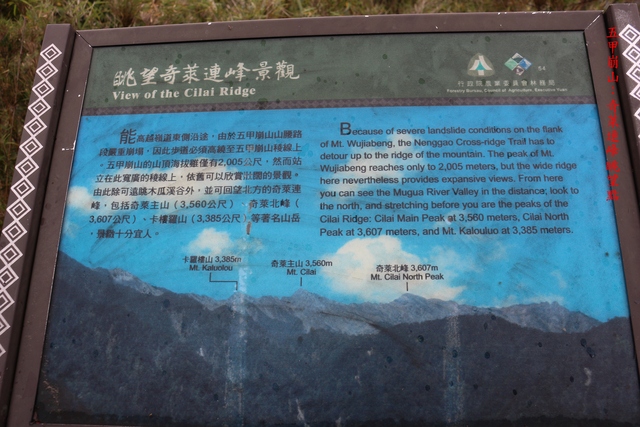 眺望奇萊連峰景觀
View of the Cilai Ridge
行政院農業委員會林務局
Forestry Bureau, Council of Agriculture, Executive Yuan
54
能高越嶺區東側沿途，由於五甲崩山山腰路
段嚴重崩塌，因此步道必須高繞至五甲崩山稜線上
。五甲崩山的山頂海拔雖僅有2,005公尺，然而站
立在此寬廣的稜線上，依舊可以欣賞壯闊的景觀。
由此除可遠眺木瓜溪谷外，並可回望北方的奇萊連
峰，包括奇萊主山（3,560公尺）、奇萊北峰（
3,607公尺）、卡樓羅山（3,385公尺）等著名山岳
，景緻十分宜人。
Because of severe landslide conditions on the flank
of Mt. Wujiabeng, the Nenggao Cross-ridge Trail has to
detour up to the ridge of the mountain. The peak of Mt.
Wujiabeng reaches only to 2,005 meters, but the wide ridge
here nevertheless provides expansive views. From here
you can see the Mugua River Valley in the distance; look to
the north, and stretching before you are the peaks of the
Cilai Ridge: Cilai Main Peak at 3,560 meters, Cilai North
Peak at 3,607 meters, and Mt. Kalouluo at 3,385 meters.
卡羅樓山 3,385m
Mt. Kaluolou
奇萊主山 3,560m
Mt. Cilai
奇萊北峰 3,607m
Mt. Cilai North Peak
五甲崩山